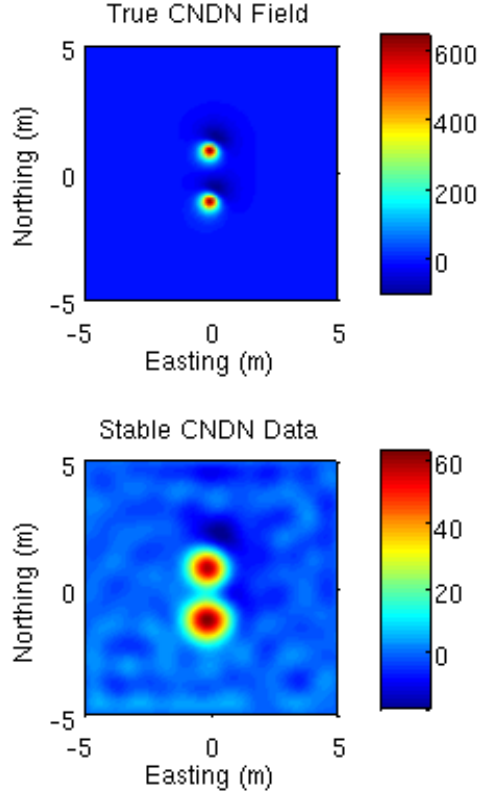 True CNDN Field
5
0
-5
Northing (m)
-5 0 5
Easting (m)
600
400
200
0
Stable CNDN Data
5
0
-5
Northing (m)
-5 0 5
Easting (m)
60
40
20
0